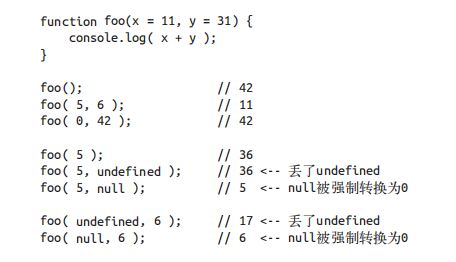 function foo(x = 11, y = 31) {
    console.log( x + y );
}

foo();                // 42
foo( 5, 6 );          // 11
foo( 0, 42 );         // 42

foo( 5 );             // 36
foo( 5, undefined );  // 36 <-- 丢了undefined
foo( 5, null );       // 5  <-- null被强制转换为0

foo( undefined, 6 );  // 17 <-- 丢了undefined
foo( null, 6 );       // 6  <-- null被强制转换为0